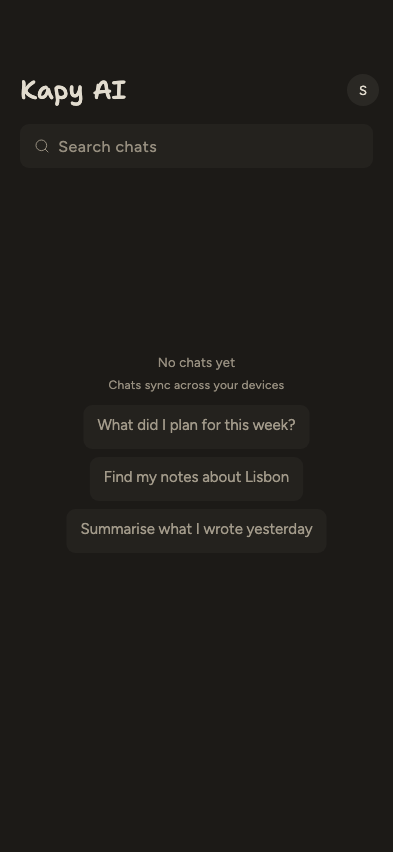 Kapy AI
S
Search chats
No chats yet
Chats sync across your devices
What did I plan for this week?
Find my notes about Lisbon
Summarise what I wrote yesterday